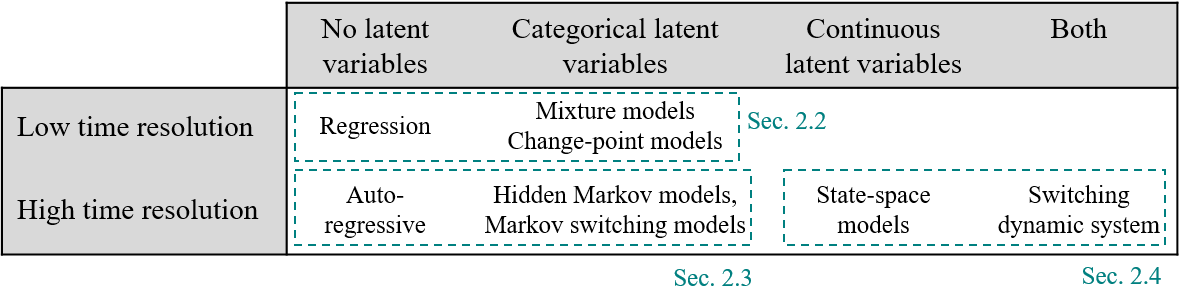 No latent
variables
Categorical latent
variables
Continuous
latent variables
Both
Low time resolution
Regression
Mixture models
Change-point models
Sec. 2.2
High time resolution
Auto-
regressive
Hidden Markov models,
Markov switching models
State-space
models
Switching
dynamic system
Sec. 2.3
Sec. 2.4